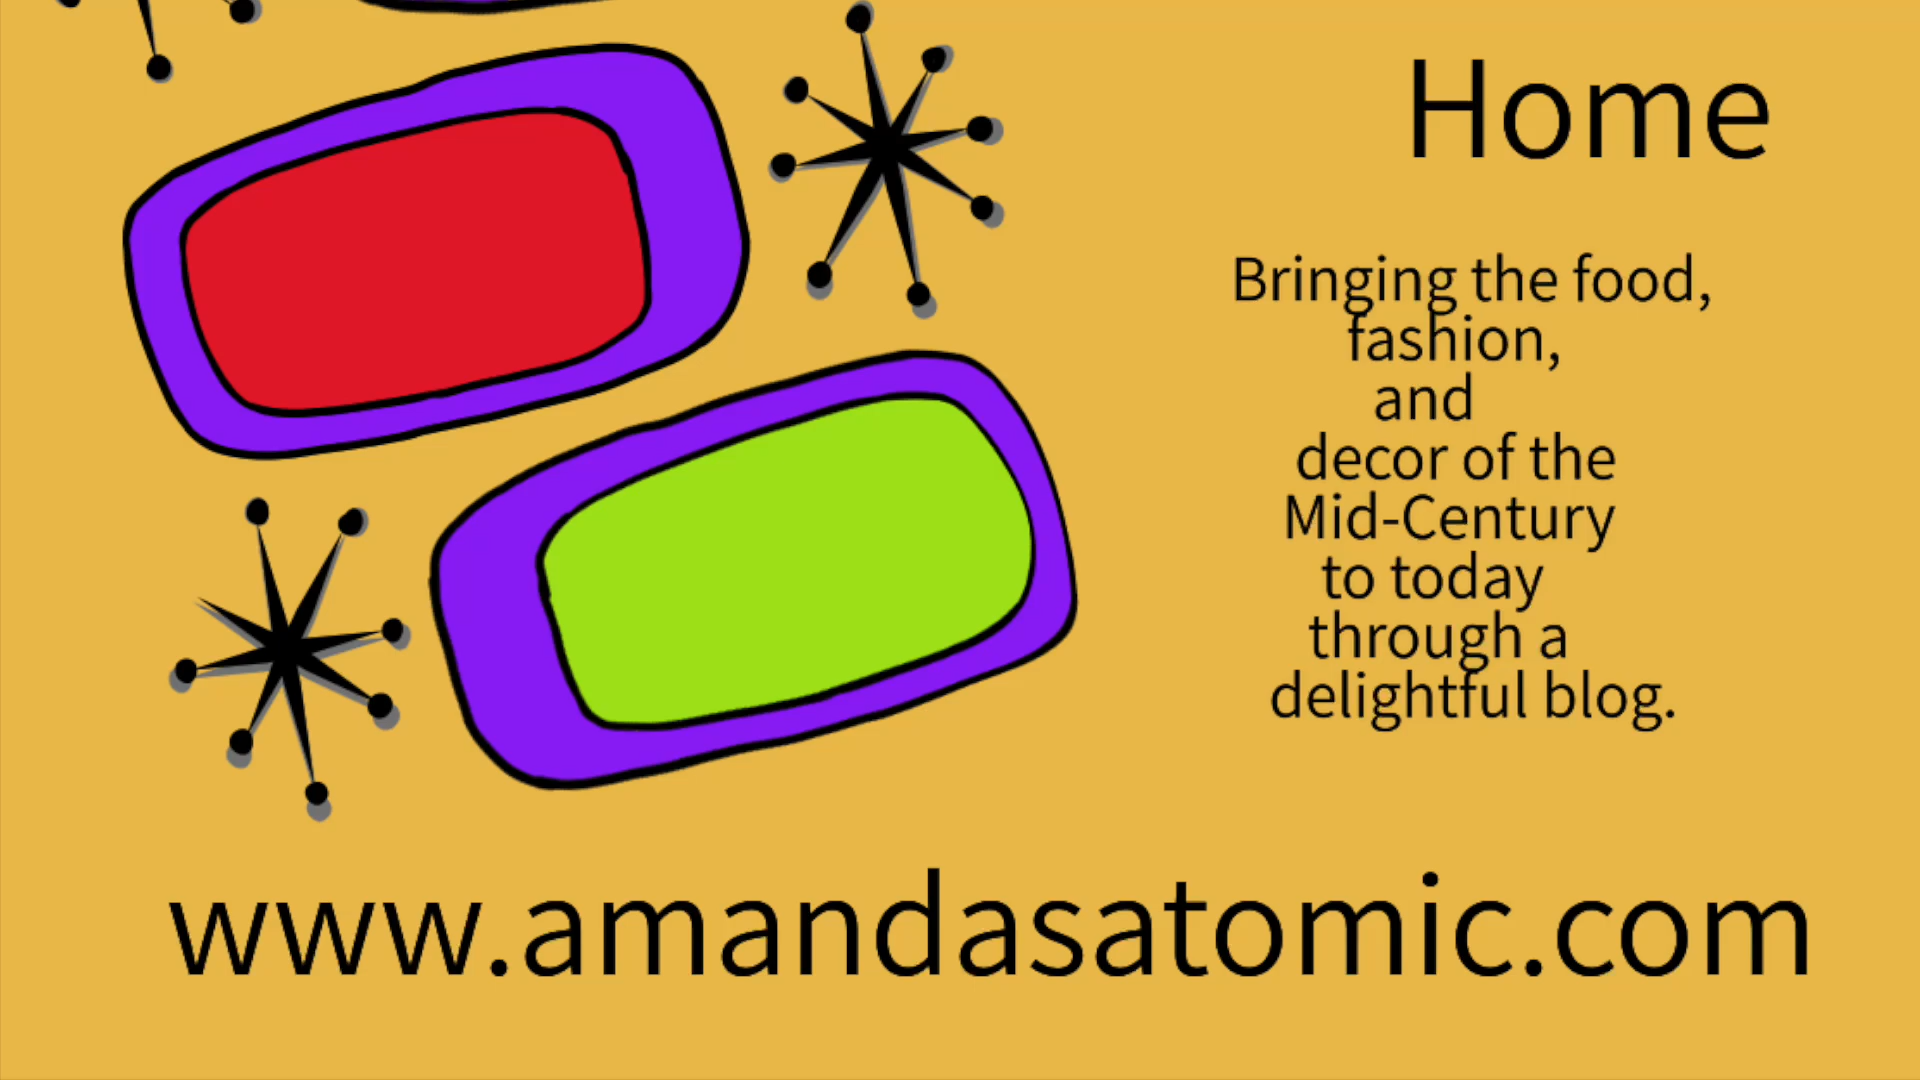 Home
Bringing the food,
fashion,
and
decor of the
Mid-Century
to today
through a
delightful blog.
www.amandasatomic.com